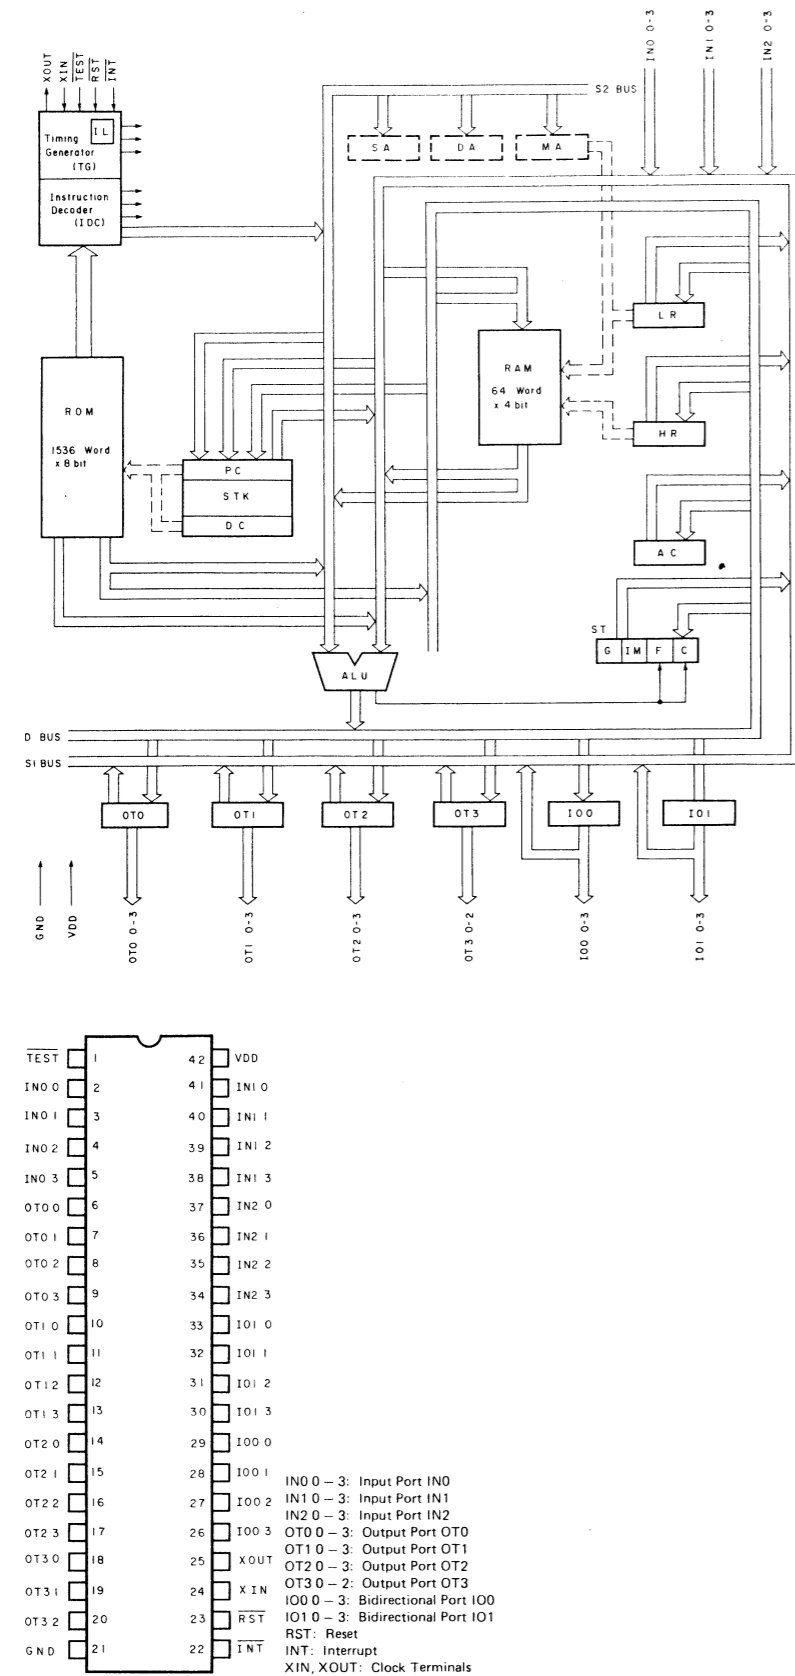 XOUT
XIN
TEST
RST
INT
IN0 0-3
IN1 0-3
IN2 0-3
S2 BUS
IL
Timing
Generator
(TG)
Instruction
Decoder
(IDC)
SA
DA
MA
LR
RAM
64 Word
x 4 bit
ROM
1536 Word
x 8 bit
HR
PC
STK
DC
AC
ST
G IM F C
ALU
D BUS
S1 BUS
OT0
OT1
OT2
OT3
IO0
IO1
GND
VDD
OT0 0-3
OT1 0-3
OT2 0-3
OT3 0-2
IO0 0-3
IO1 0-3
TEST 1 42 VDD
IN0 0 2 41 IN1 0
IN0 1 3 40 IN1 1
IN0 2 4 39 IN1 2
IN0 3 5 38 IN1 3
OT0 0 6 37 IN2 0
OT0 1 7 36 IN2 1
OT0 2 8 35 IN2 2
OT0 3 9 34 IN2 3
OT1 0 10 33 IO1 0
OT1 1 11 32 IO1 1
OT1 2 12 31 IO1 2
OT1 3 13 30 IO1 3
OT2 0 14 29 IO0 0
OT2 1 15 28 IO0 1
OT2 2 16 27 IO0 2
OT2 3 17 26 IO0 3
OT3 0 18 25 XOUT
OT3 1 19 24 XIN
OT3 2 20 23 RST
GND 21 22 INT
IN0 0 – 3: Input Port IN0
IN1 0 – 3: Input Port IN1
IN2 0 – 3: Input Port IN2
OT0 0 – 3: Output Port OT0
OT1 0 – 3: Output Port OT1
OT2 0 – 3: Output Port OT2
OT3 0 – 2: Output Port OT3
IO0 0 – 3: Bidirectional Port IO0
IO1 0 – 3: Bidirectional Port IO1
RST: Reset
INT: Interrupt
XIN, XOUT: Clock Terminals